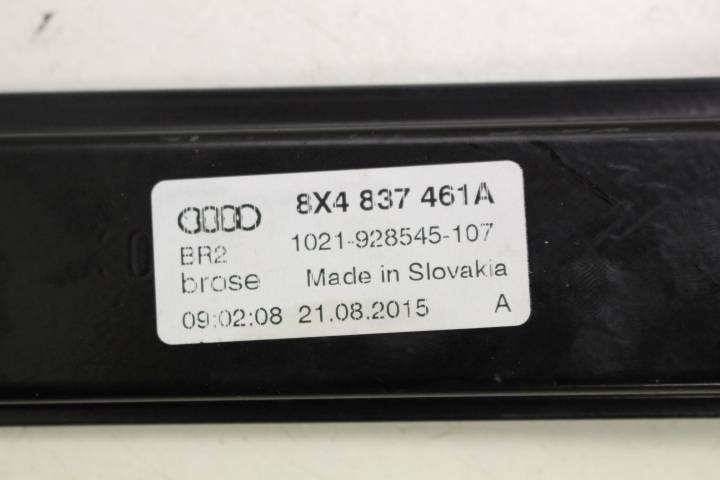 8X4 837 461A
BR2 1021-928545-107
brose Made in Slovakia
09:02:08 21.08.2015 A